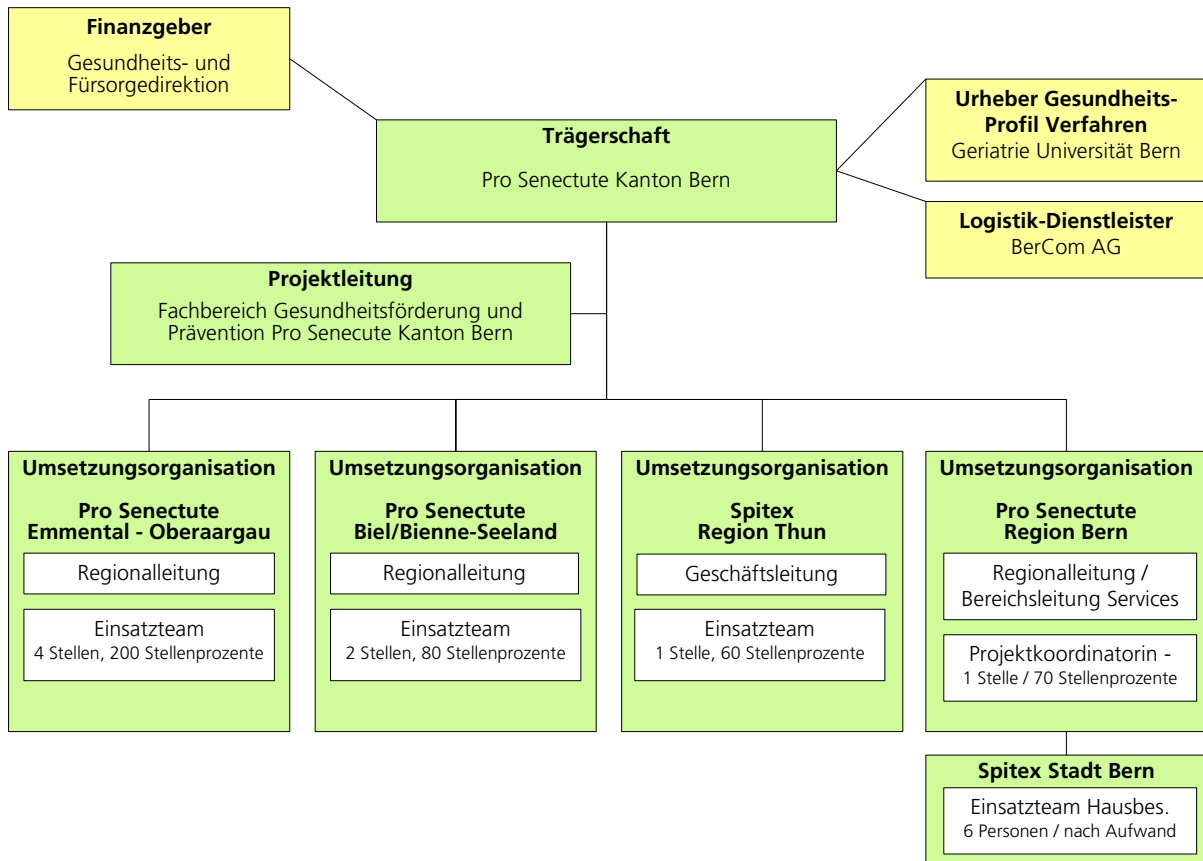 Finanzgeber
Gesundheits- und
Fürsorgedirektion
Trägerschaft
Pro Senectute Kanton Bern
Urheber Gesundheits-
Profil Verfahren
Geriatrie Universität Bern
Logistik-Dienstleister
BerCom AG
Projektleitung
Fachbereich Gesundheitsförderung und
Prävention Pro Senecute Kanton Bern
Umsetzungsorganisation
Pro Senectute
Emmental - Oberaargau
Regionalleitung
Einsatzteam
4 Stellen, 200 Stellenprozente
Umsetzungsorganisation
Pro Senectute
Biel/Bienne-Seeland
Regionalleitung
Einsatzteam
2 Stellen, 80 Stellenprozente
Umsetzungsorganisation
Spitex
Region Thun
Geschäftsleitung
Einsatzteam
1 Stelle, 60 Stellenprozente
Umsetzungsorganisation
Pro Senectute
Region Bern
Regionalleitung /
Bereichsleitung Services
Projektkoordinatorin -
1 Stelle / 70 Stellenprozente
Spitex Stadt Bern
Einsatzteam Hausbes.
6 Personen / nach Aufwand